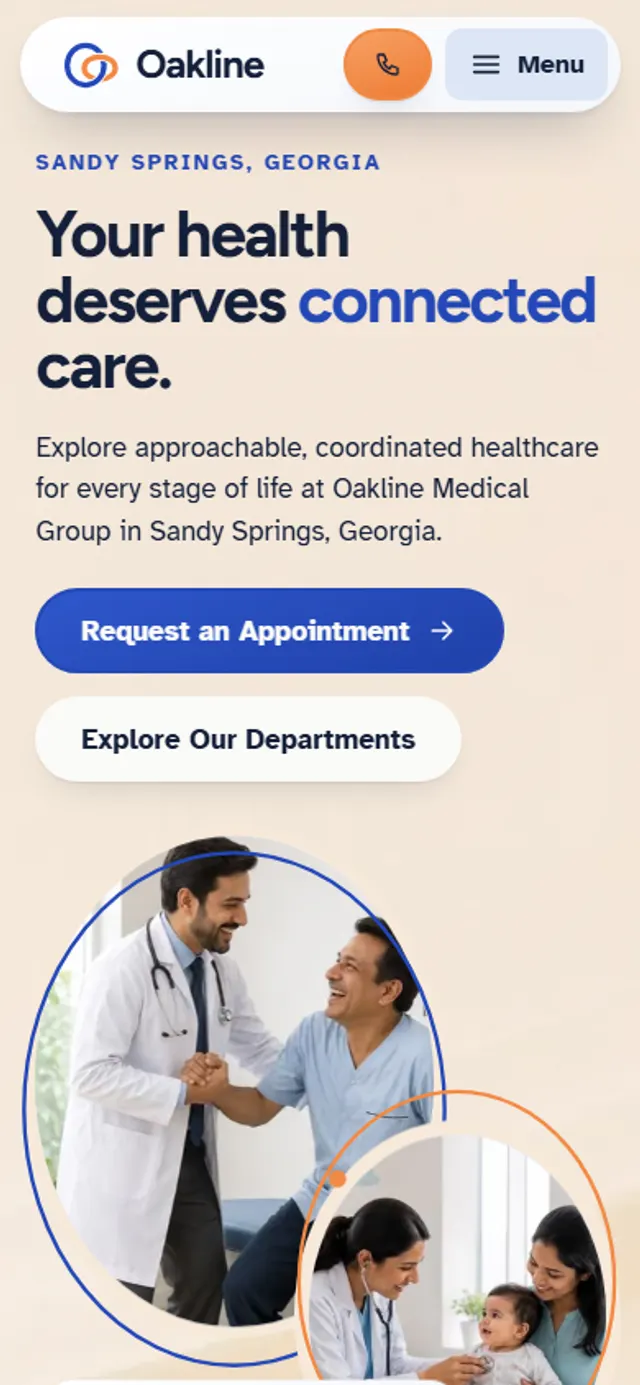 Oakline
Menu
SANDY SPRINGS, GEORGIA
Your health
deserves connected
care.
Explore approachable, coordinated healthcare
for every stage of life at Oakline Medical
Group in Sandy Springs, Georgia.
Request an Appointment →
Explore Our Departments